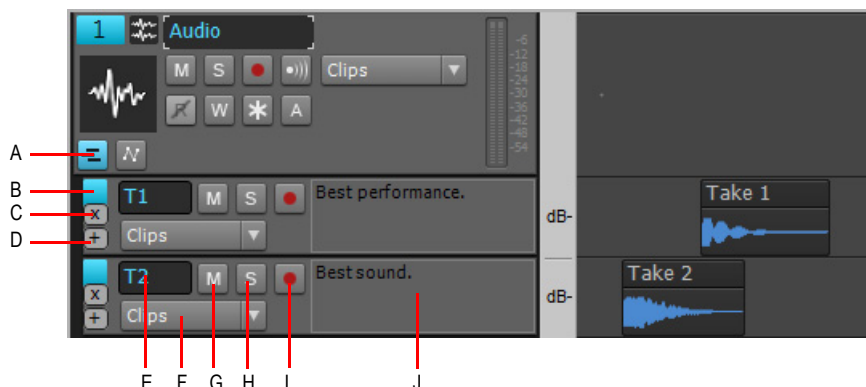 1 Audio
M S Clips
R W * A
-6
-12
-18
-24
-30
-36
-42
-48
-54
A
B T1 M S Best performance.
C x
D + Clips
dB-
Take 1
T2 M S Best sound.
x
+ Clips
dB-
Take 2
E F G H I J